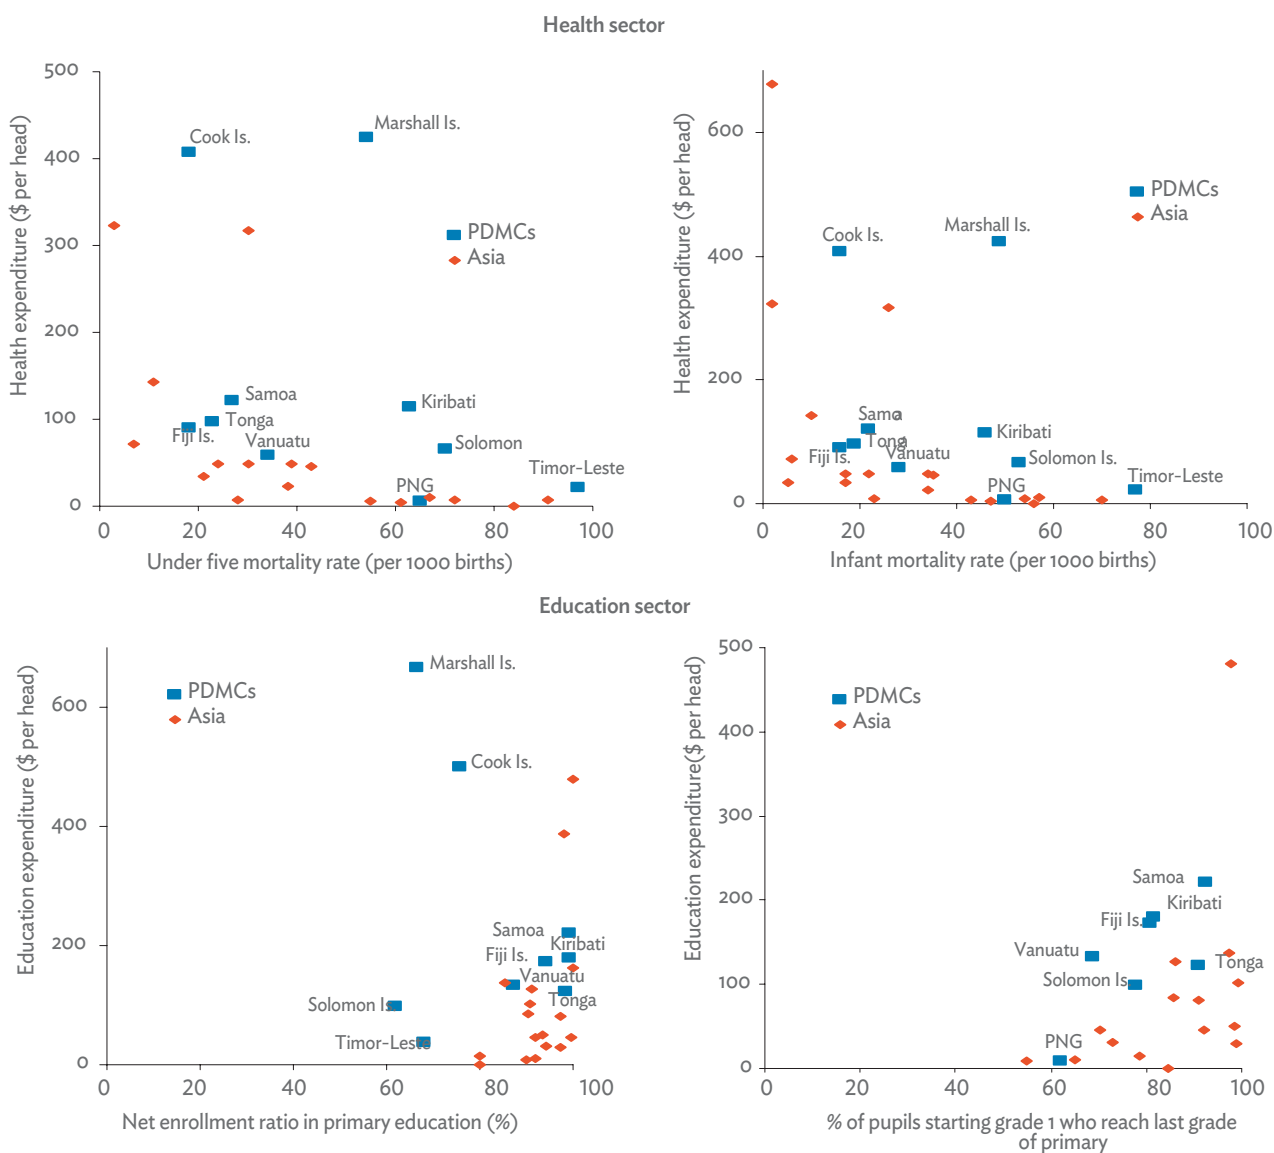 Health sector
Health expenditure ($ per head)
500
400
300
200
100
0
Cook Is.
Marshall Is.
PDMCs
Asia
Samoa
Tonga
Fiji Is.
Vanuatu
Kiribati
Solomon
PNG
Timor-Leste
0 20 40 60 80 100
Under five mortality rate (per 1000 births)
Health expenditure ($ per head)
600
400
200
0
PDMCs
Asia
Cook Is.
Marshall Is.
Samoa
Tonga
Fiji Is.
Vanuatu
Kiribati
Solomon Is.
PNG
Timor-Leste
0 20 40 60 80 100
Infant mortality rate (per 1000 births)
Education sector
Education expenditure ($ per head)
600
400
200
0
Marshall Is.
PDMCs
Asia
Cook Is.
Samoa
Kiribati
Fiji Is.
Vanuatu
Tonga
Solomon Is.
Timor-Leste
0 20 40 60 80 100
Net enrollment ratio in primary education (%)
Education expenditure($ per head)
500
400
300
200
100
0
PDMCs
Asia
Samoa
Kiribati
Fiji Is.
Vanuatu
Tonga
Solomon Is.
PNG
0 20 40 60 80 100
% of pupils starting grade 1 who reach last grade
of primary